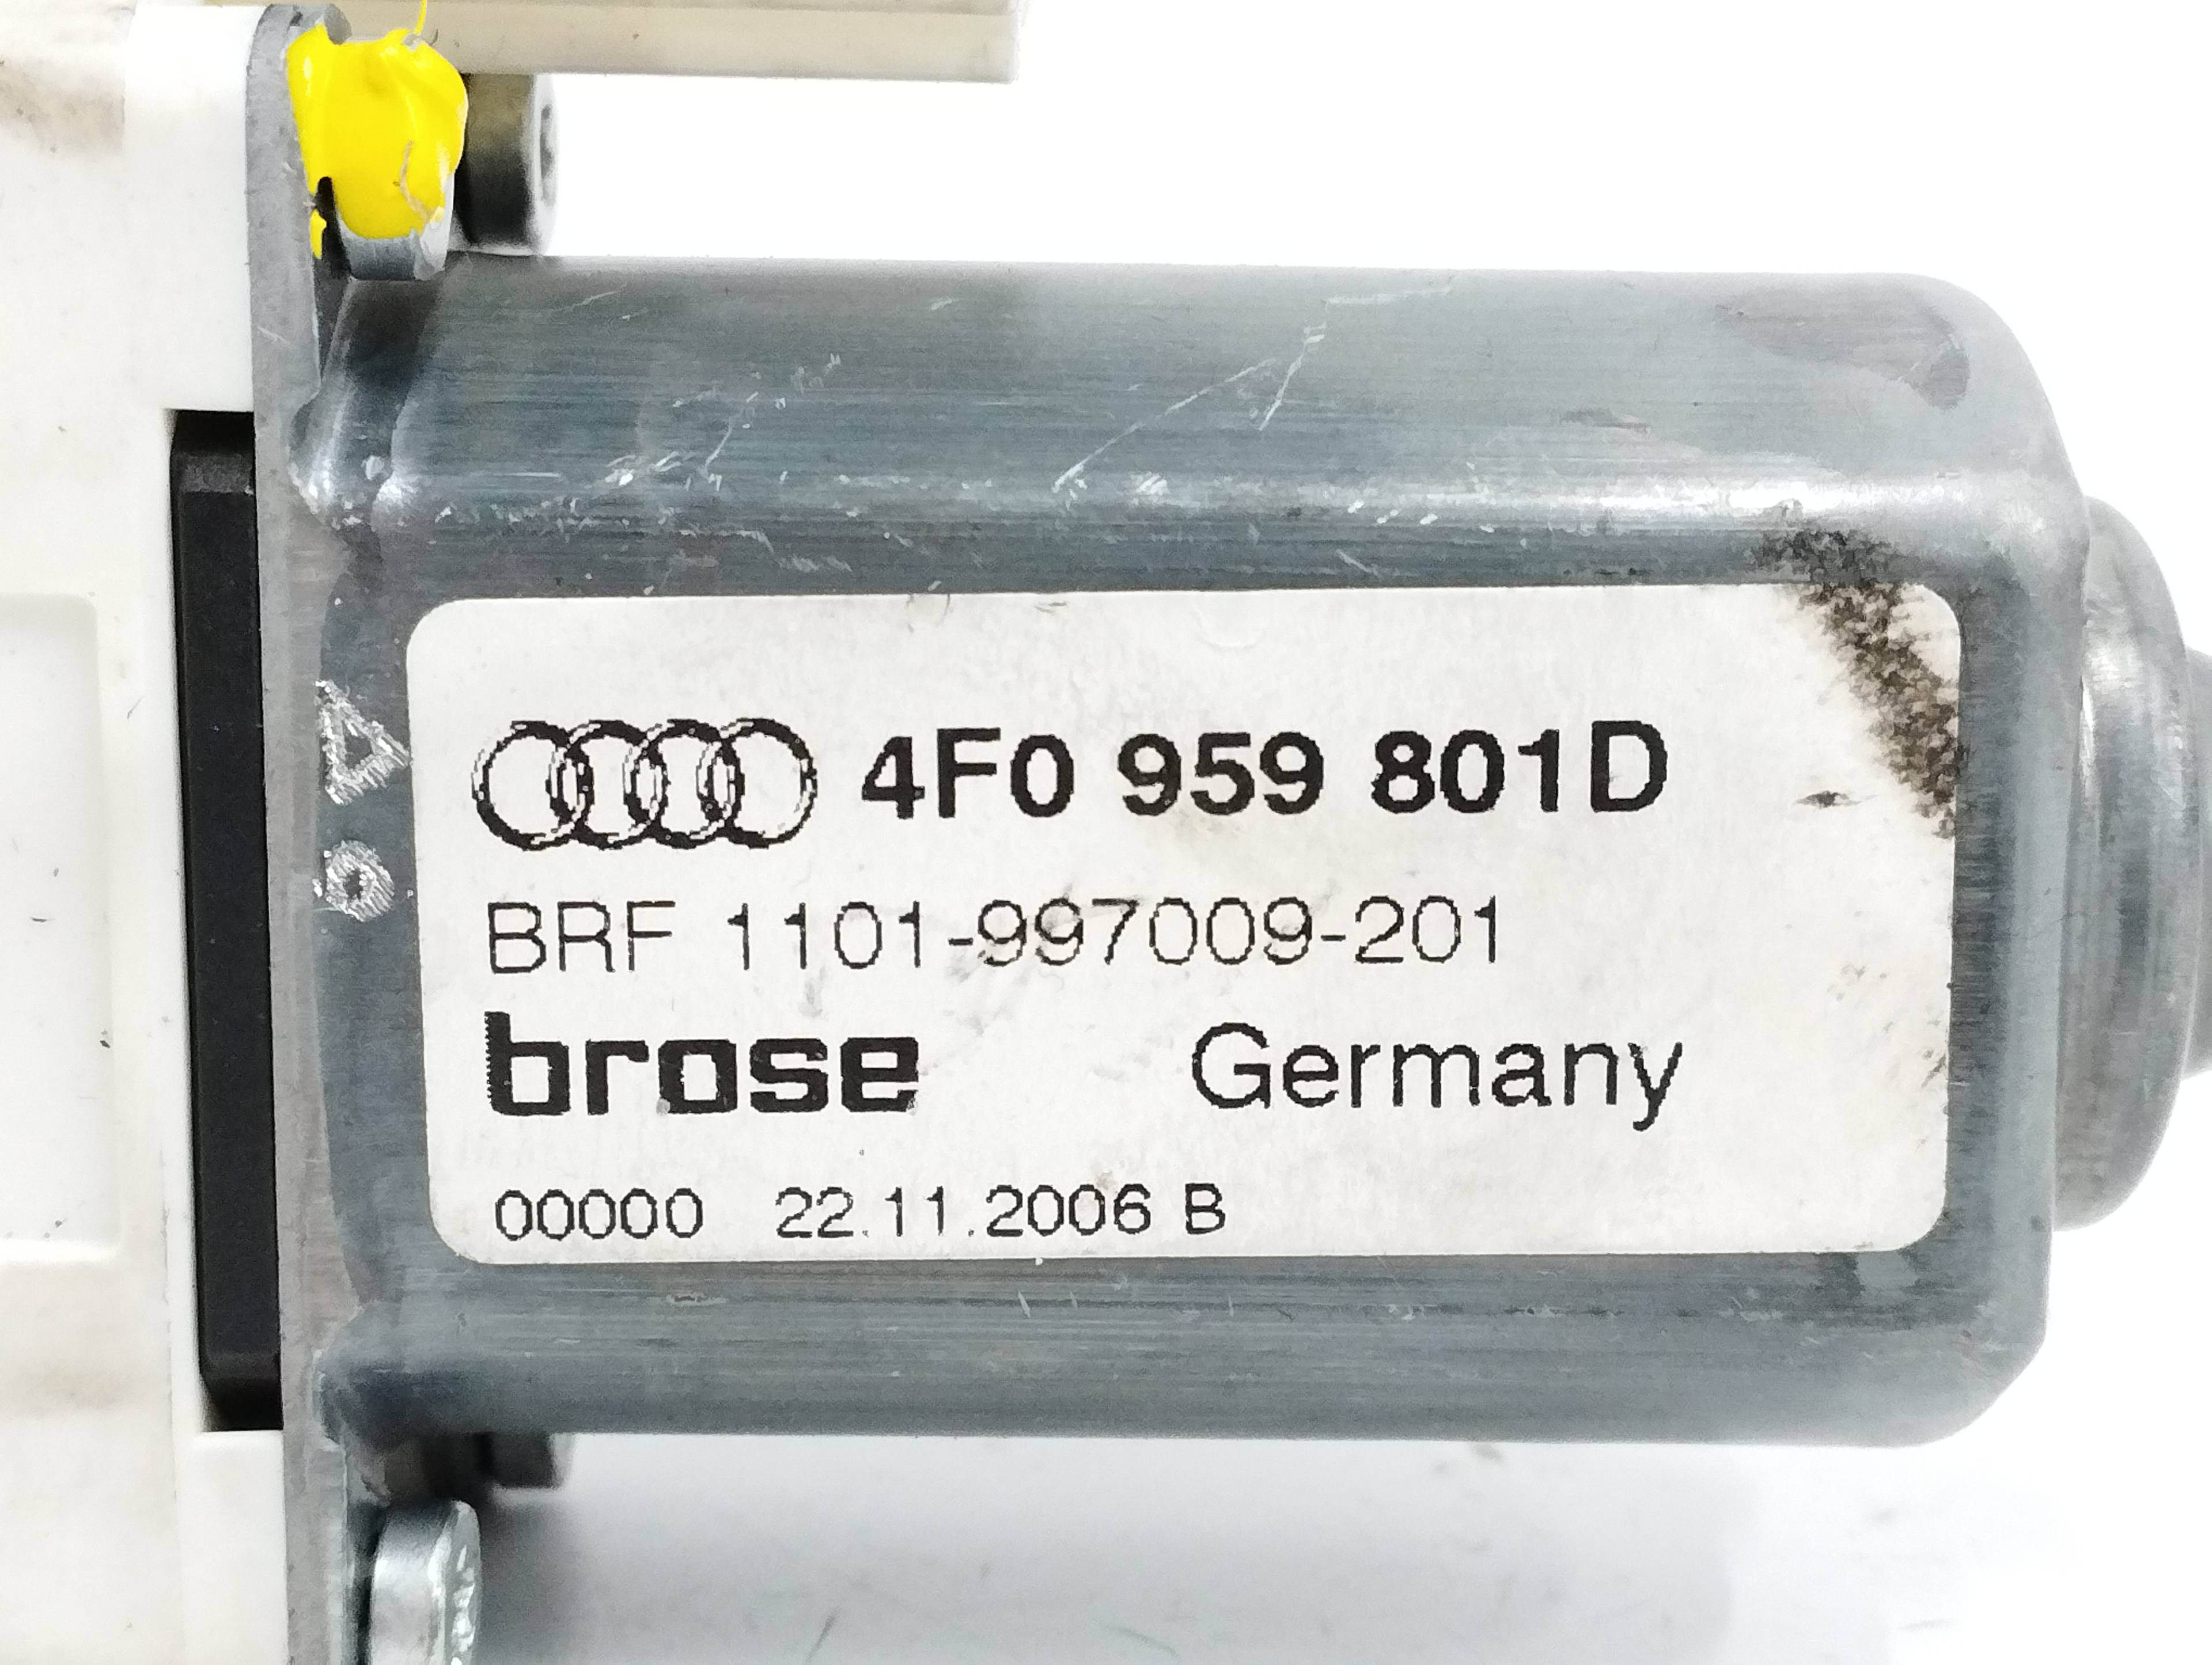 4F0 959 801D
BRF 1101-997009-201
brose Germany
00000 22.11.2006 B